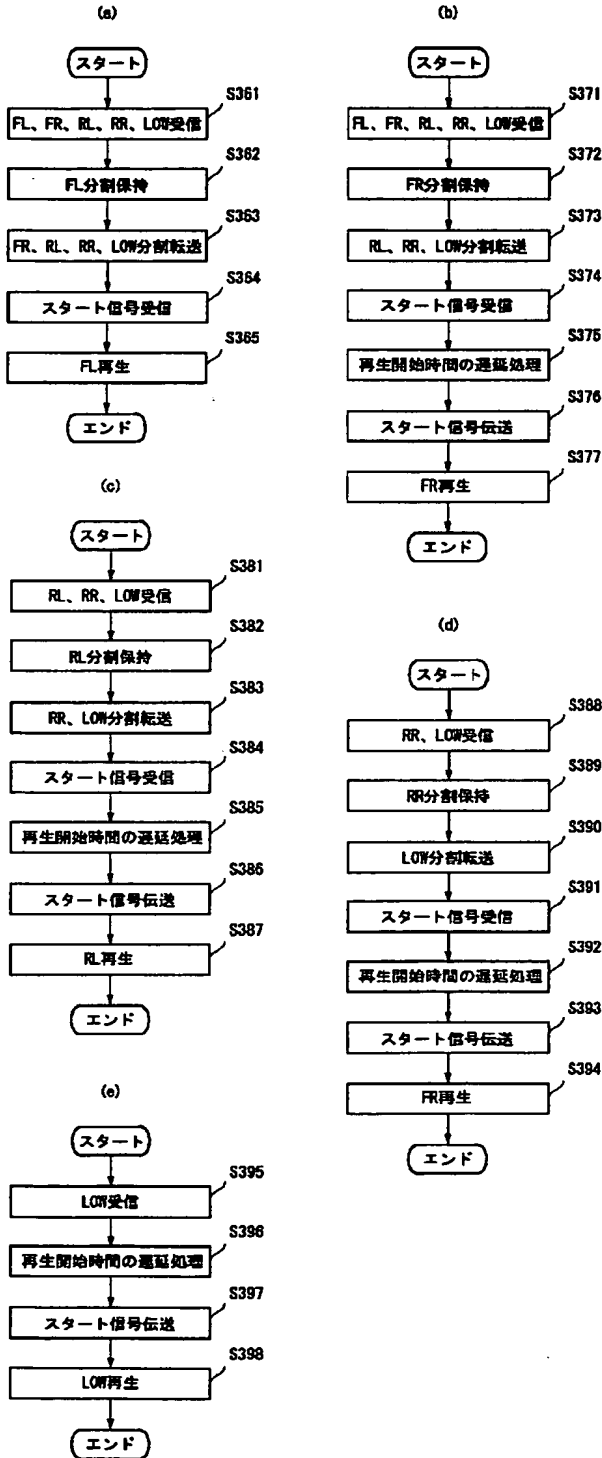 (a)
スタート
S361
FL、FR、RL、RR、LOW受信
S362
FL分割保持
S363
FR、RL、RR、LOW分割転送
S364
スタート信号受信
S365
FL再生
エンド
(b)
スタート
S371
FL、FR、RL、RR、LOW受信
S372
FR分割保持
S373
RL、RR、LOW分割転送
S374
スタート信号受信
S375
再生開始時間の遅延処理
S376
スタート信号伝送
S377
FR再生
エンド
(c)
スタート
S381
RL、RR、LOW受信
S382
RL分割保持
S383
RR、LOW分割転送
S384
スタート信号受信
S385
再生開始時間の遅延処理
S386
スタート信号伝送
S387
RL再生
エンド
(d)
スタート
S388
RR、LOW受信
S389
RR分割保持
S390
LOW分割転送
S391
スタート信号受信
S392
再生開始時間の遅延処理
S393
スタート信号伝送
S394
FR再生
エンド
(e)
スタート
S395
LOW受信
S396
再生開始時間の遅延処理
S397
スタート信号伝送
S398
LOW再生
エンド